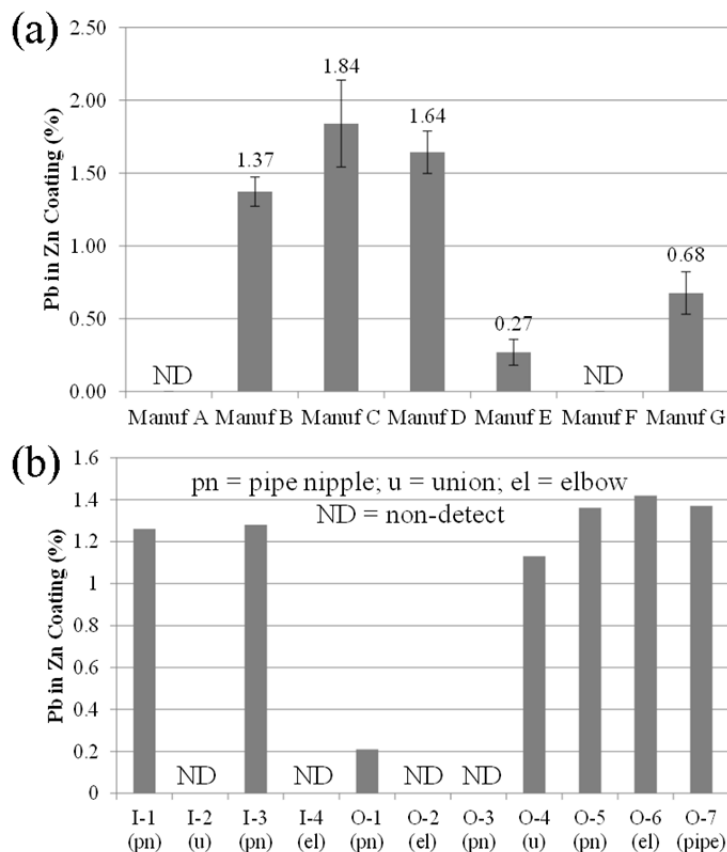 (a)
Pb in Zn Coating (%)
2.50
2.00
1.50
1.00
0.50
0.00
ND
1.37
1.84
1.64
0.27
ND
0.68
Manuf A Manuf B Manuf C Manuf D Manuf E Manuf F Manuf G
(b)
Pb in Zn Coating (%)
1.6
1.4
1.2
1
0.8
0.6
0.4
0.2
0
pn = pipe nipple; u = union; el = elbow
ND = non-detect
ND ND ND ND
I-1 I-2 I-3 I-4 O-1 O-2 O-3 O-4 O-5 O-6 O-7
(pn) (u) (pn) (el) (pn) (el) (pn) (u) (pn) (el) (pipe)